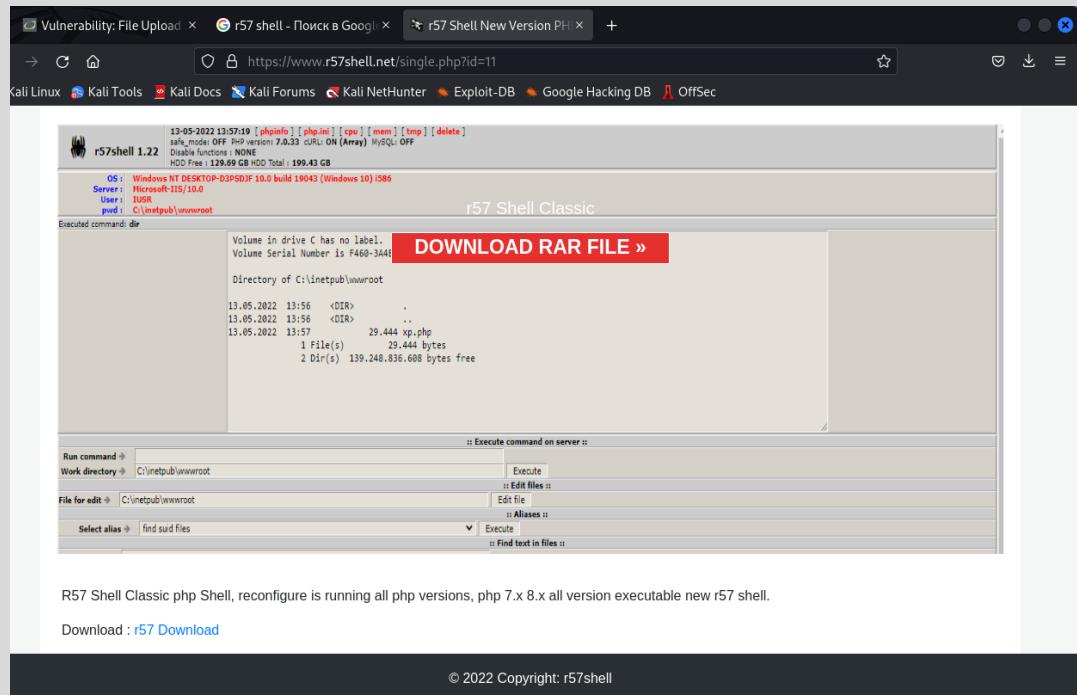 Vulnerability: File Upload
r57 shell - Поиск в Google
r57 Shell New Version PH
https://www.r57shell.net/single.php?id=11
Kali Linux Kali Tools Kali Docs Kali Forums Kali NetHunter Exploit-DB Google Hacking DB OffSec
r57shell 1.22
13-05-2022 13:57:19 [ phpinfo ] [ php.ini ] [ cpu ] [ mem ] [ tmp ] [ delete ]
safe_mode: OFF PHP version: 7.0.33 cURL: ON (Array) MySQL: OFF
Disable functions : NONE
HDD Free : 129.69 GB HDD Total : 199.43 GB
OS : Windows NT DESKTOP-D3PSDJF 10.0 build 19043 (Windows 10) i586
Server : Microsoft-IIS/10.0
User : IUSR
pwd : C:\inetpub\wwwroot
r57 Shell Classic
Executed command: dir
DOWNLOAD RAR FILE »
Volume in drive C has no label.
Volume Serial Number is F460-3A4E
Directory of C:\inetpub\wwwroot
13.05.2022 13:56 <DIR> .
13.05.2022 13:56 <DIR> ..
13.05.2022 13:57 29.444 xp.php
1 File(s) 29.444 bytes
2 Dir(s) 139.248.836.608 bytes free
:: Execute command on server ::
Run command
Work directory C:\inetpub\wwwroot Execute
:: Edit files ::
File for edit C:\inetpub\wwwroot Edit file
:: Aliases ::
Select alias find suid files Execute
:: Find text in files ::
R57 Shell Classic php Shell, reconfigure is running all php versions, php 7.x 8.x all version executable new r57 shell.
Download : r57 Download
© 2022 Copyright: r57shell